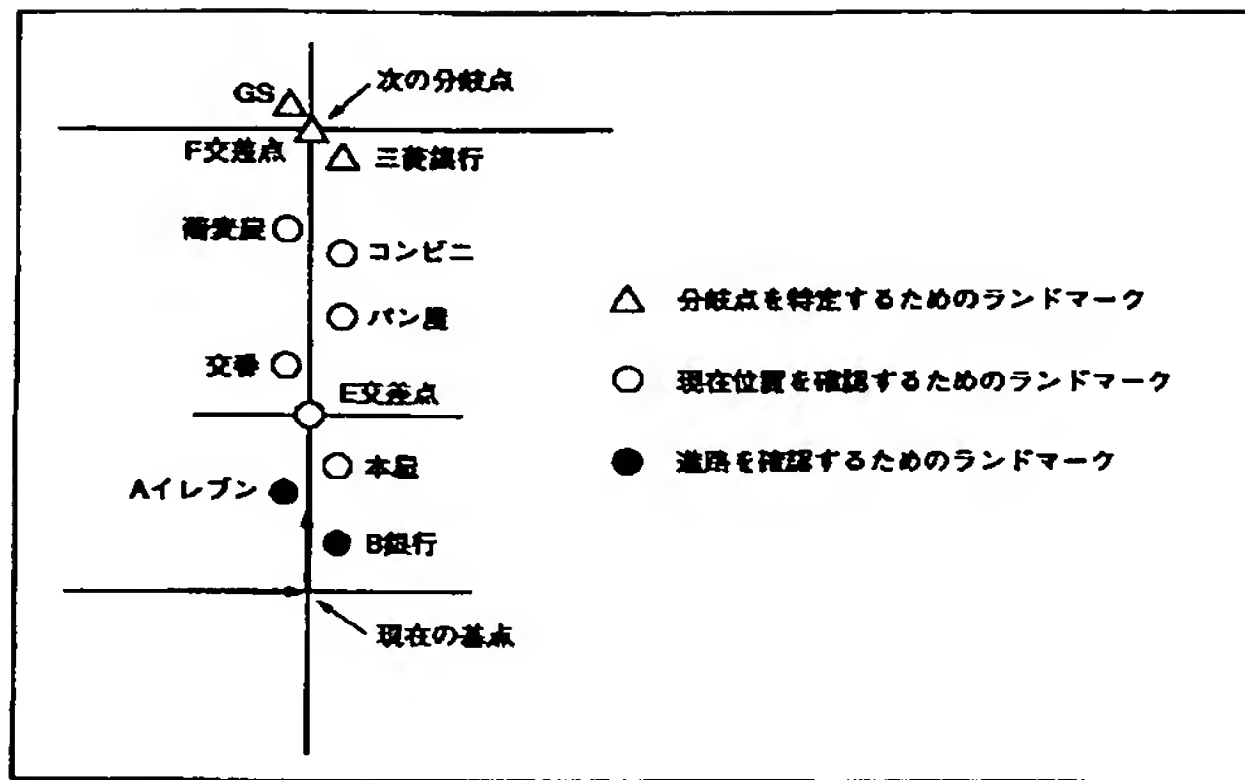 次の分岐点
GS
F交差点
三菱銀行
蕎麦屋
コンビニ
パン屋
交番
E交差点
本屋
Aイレブン
B銀行
現在の基点
△ 分岐点を特定するためのランドマーク
○ 現在位置を確認するためのランドマーク
● 道路を確認するためのランドマーク